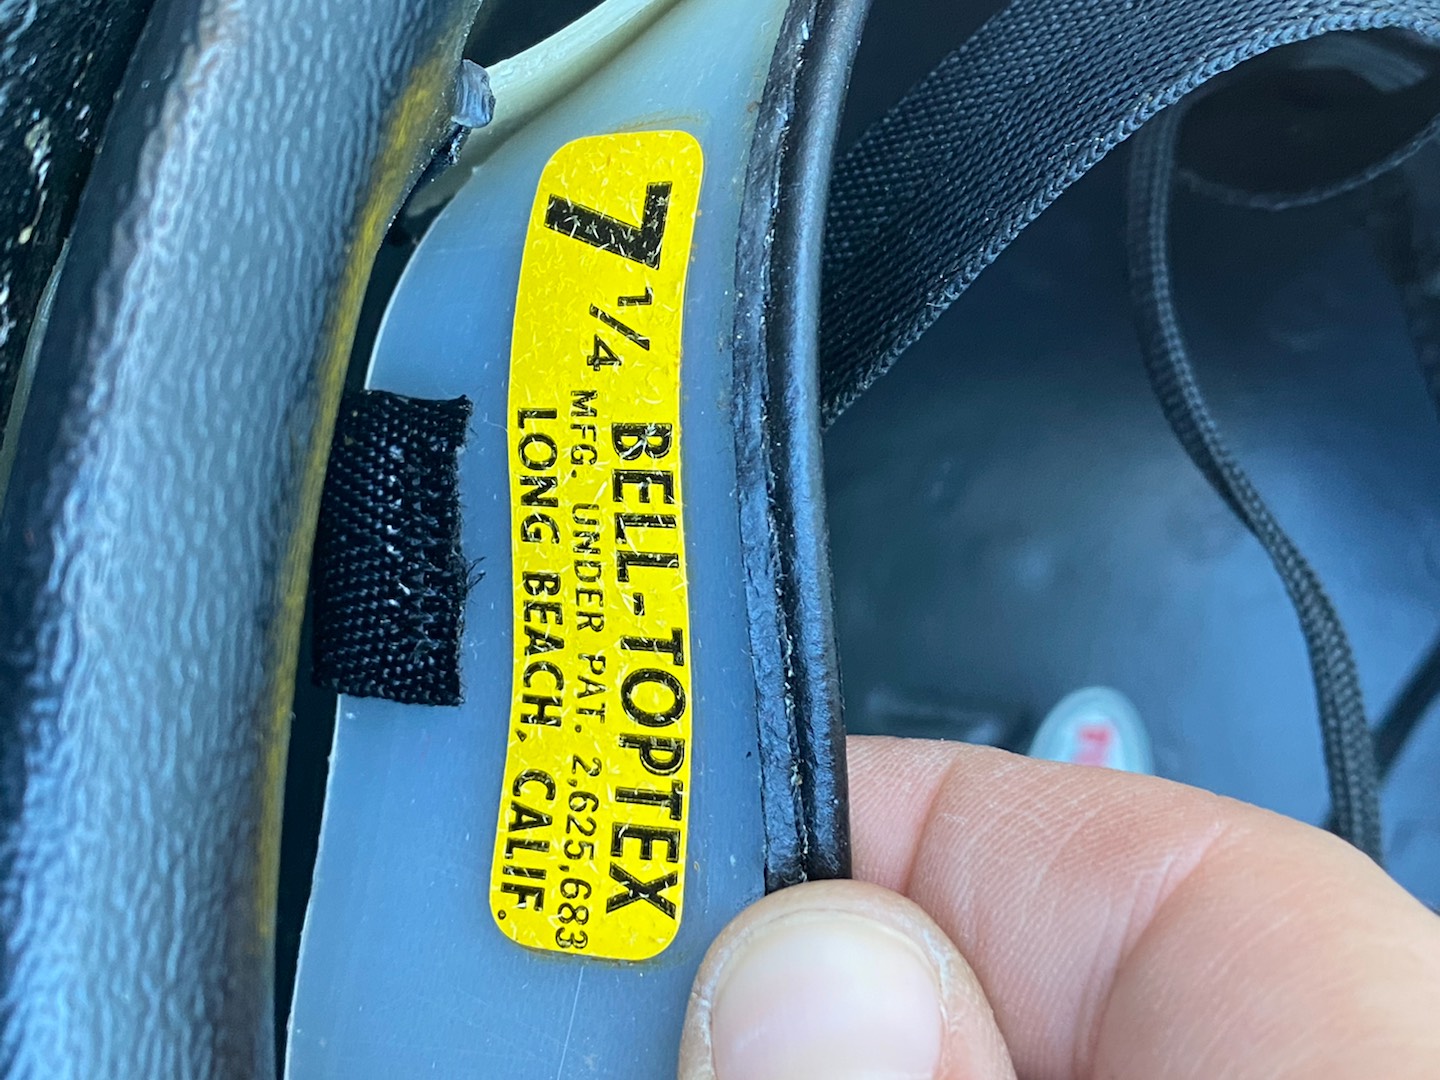 7 1/4
BELL-TOPTEX
MFG. UNDER PAT. 2,625,683
LONG BEACH, CALIF.